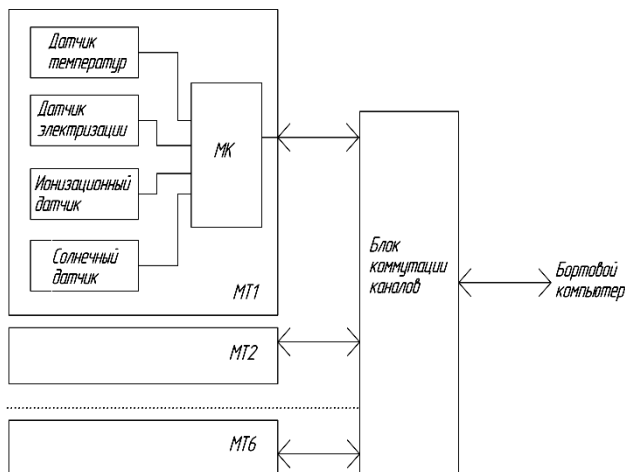 Датчик
температур
Датчик
электризации
Ионизационный
датчик
Солнечный
датчик
МК
МТ1
МТ2
МТ6
Блок
коммутации
каналов
Бортовой
компьютер